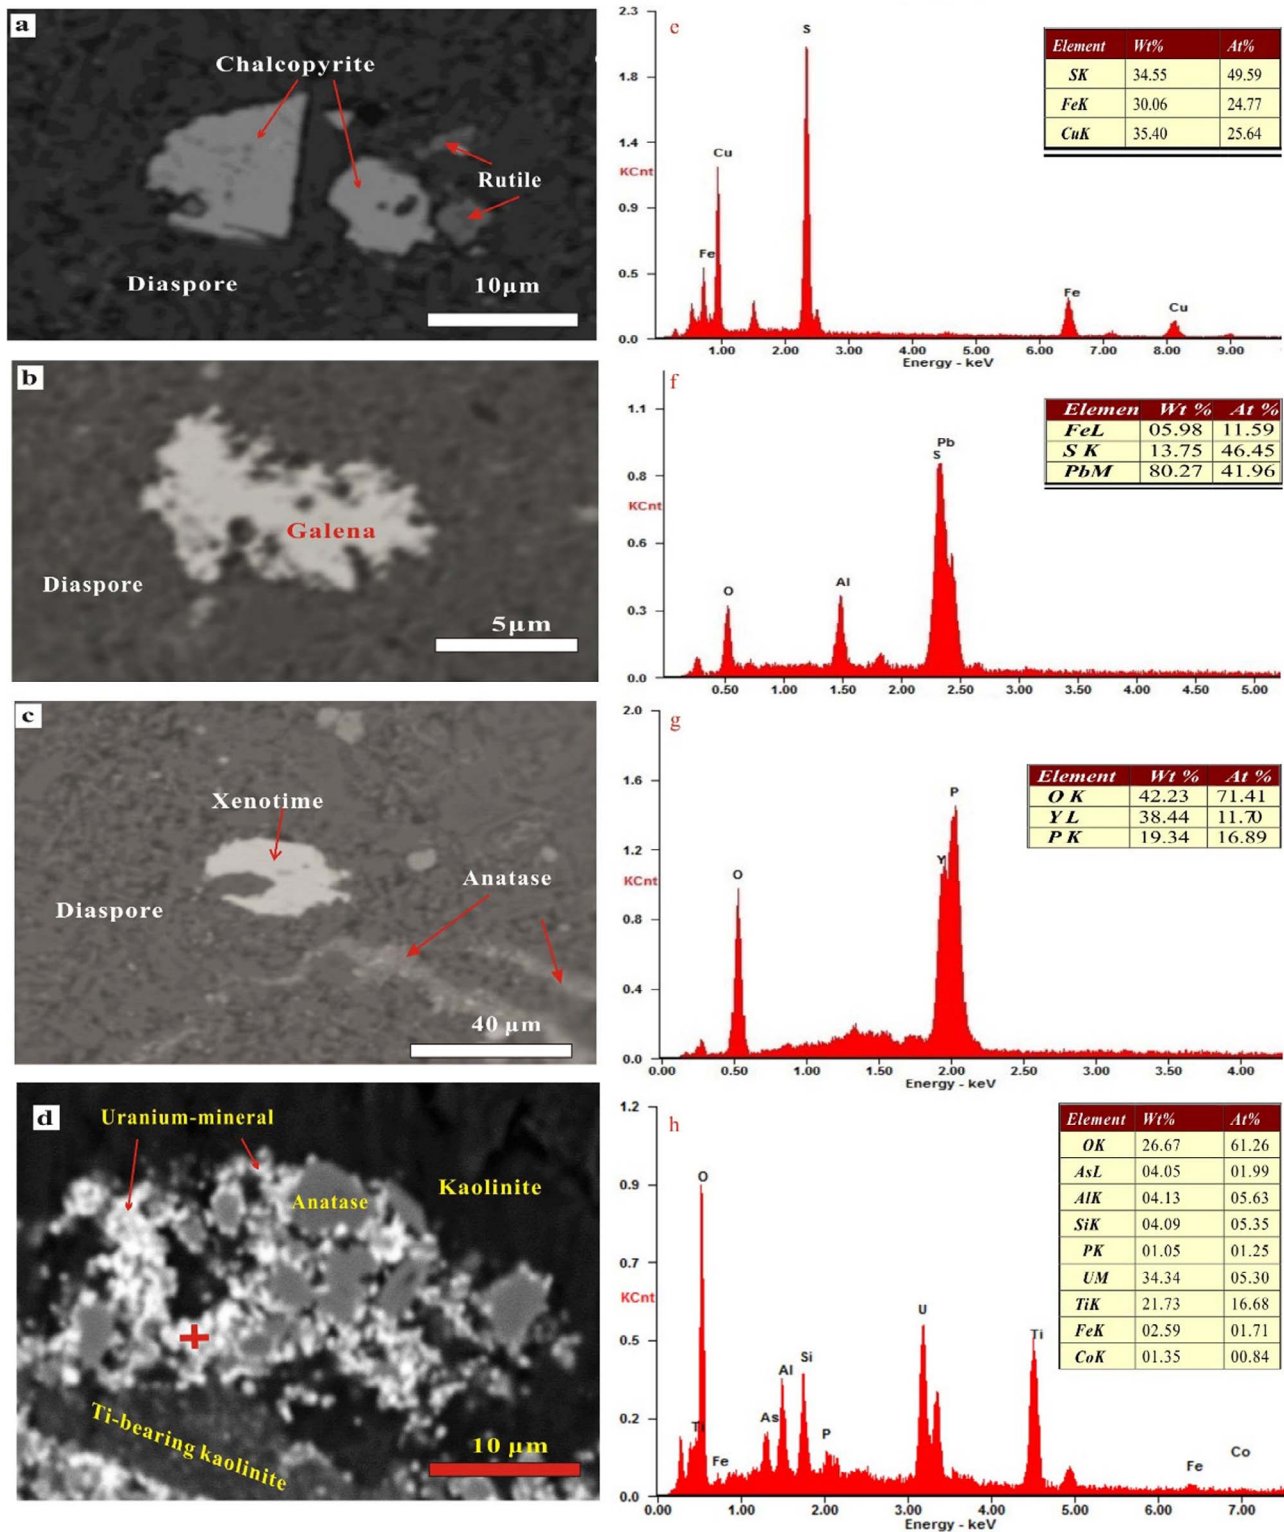 a
Chalcopyrite
Rutile
Diaspore
10µm
e
2.3
1.8
1.4
KCnt
0.9
0.5
0.0
S
Cu
Fe
Fe
Cu
1.00 2.00 3.00 4.00 5.00 6.00 7.00 8.00 9.00
Energy - keV
Element Wt% At%
SK 34.55 49.59
FeK 30.06 24.77
CuK 35.40 25.64
b
Galena
Diaspore
5µm
f
1.1
0.8
KCnt
0.6
0.3
0.0
O
Al
Pb
S
0.50 1.00 1.50 2.00 2.50 3.00 3.50 4.00 4.50 5.00
Elemen Wt % At %
FeL 05.98 11.59
S K 13.75 46.45
PbM 80.27 41.96
c
Xenotime
Anatase
Diaspore
40 µm
g
2.0
1.6
1.2
KCnt
0.8
0.4
0.0
O
Y
P
0.00 0.50 1.00 1.50 2.00 2.50 3.00 3.50 4.00
Energy - keV
Element Wt % At %
O K 42.23 71.41
Y L 38.44 11.70
P K 19.34 16.89
d
Uranium-mineral
Anatase
Kaolinite
Ti-bearing kaolinite
10 µm
h
1.2
0.9
0.7
KCnt
0.5
0.2
0.0
O
Ti
Fe
As
Al
Si
P
U
Ti
Fe
Co
0.00 1.00 2.00 3.00 4.00 5.00 6.00 7.00
Energy - keV
Element Wt% At%
OK 26.67 61.26
AsL 04.05 01.99
AlK 04.13 05.63
SiK 04.09 05.35
PK 01.05 01.25
UM 34.34 05.30
TiK 21.73 16.68
FeK 02.59 01.71
CoK 01.35 00.84